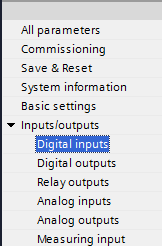 All parameters
Commissioning
Save & Reset
System information
Basic settings
Inputs/outputs
Digital inputs
Digital outputs
Relay outputs
Analog inputs
Analog outputs
Measuring input